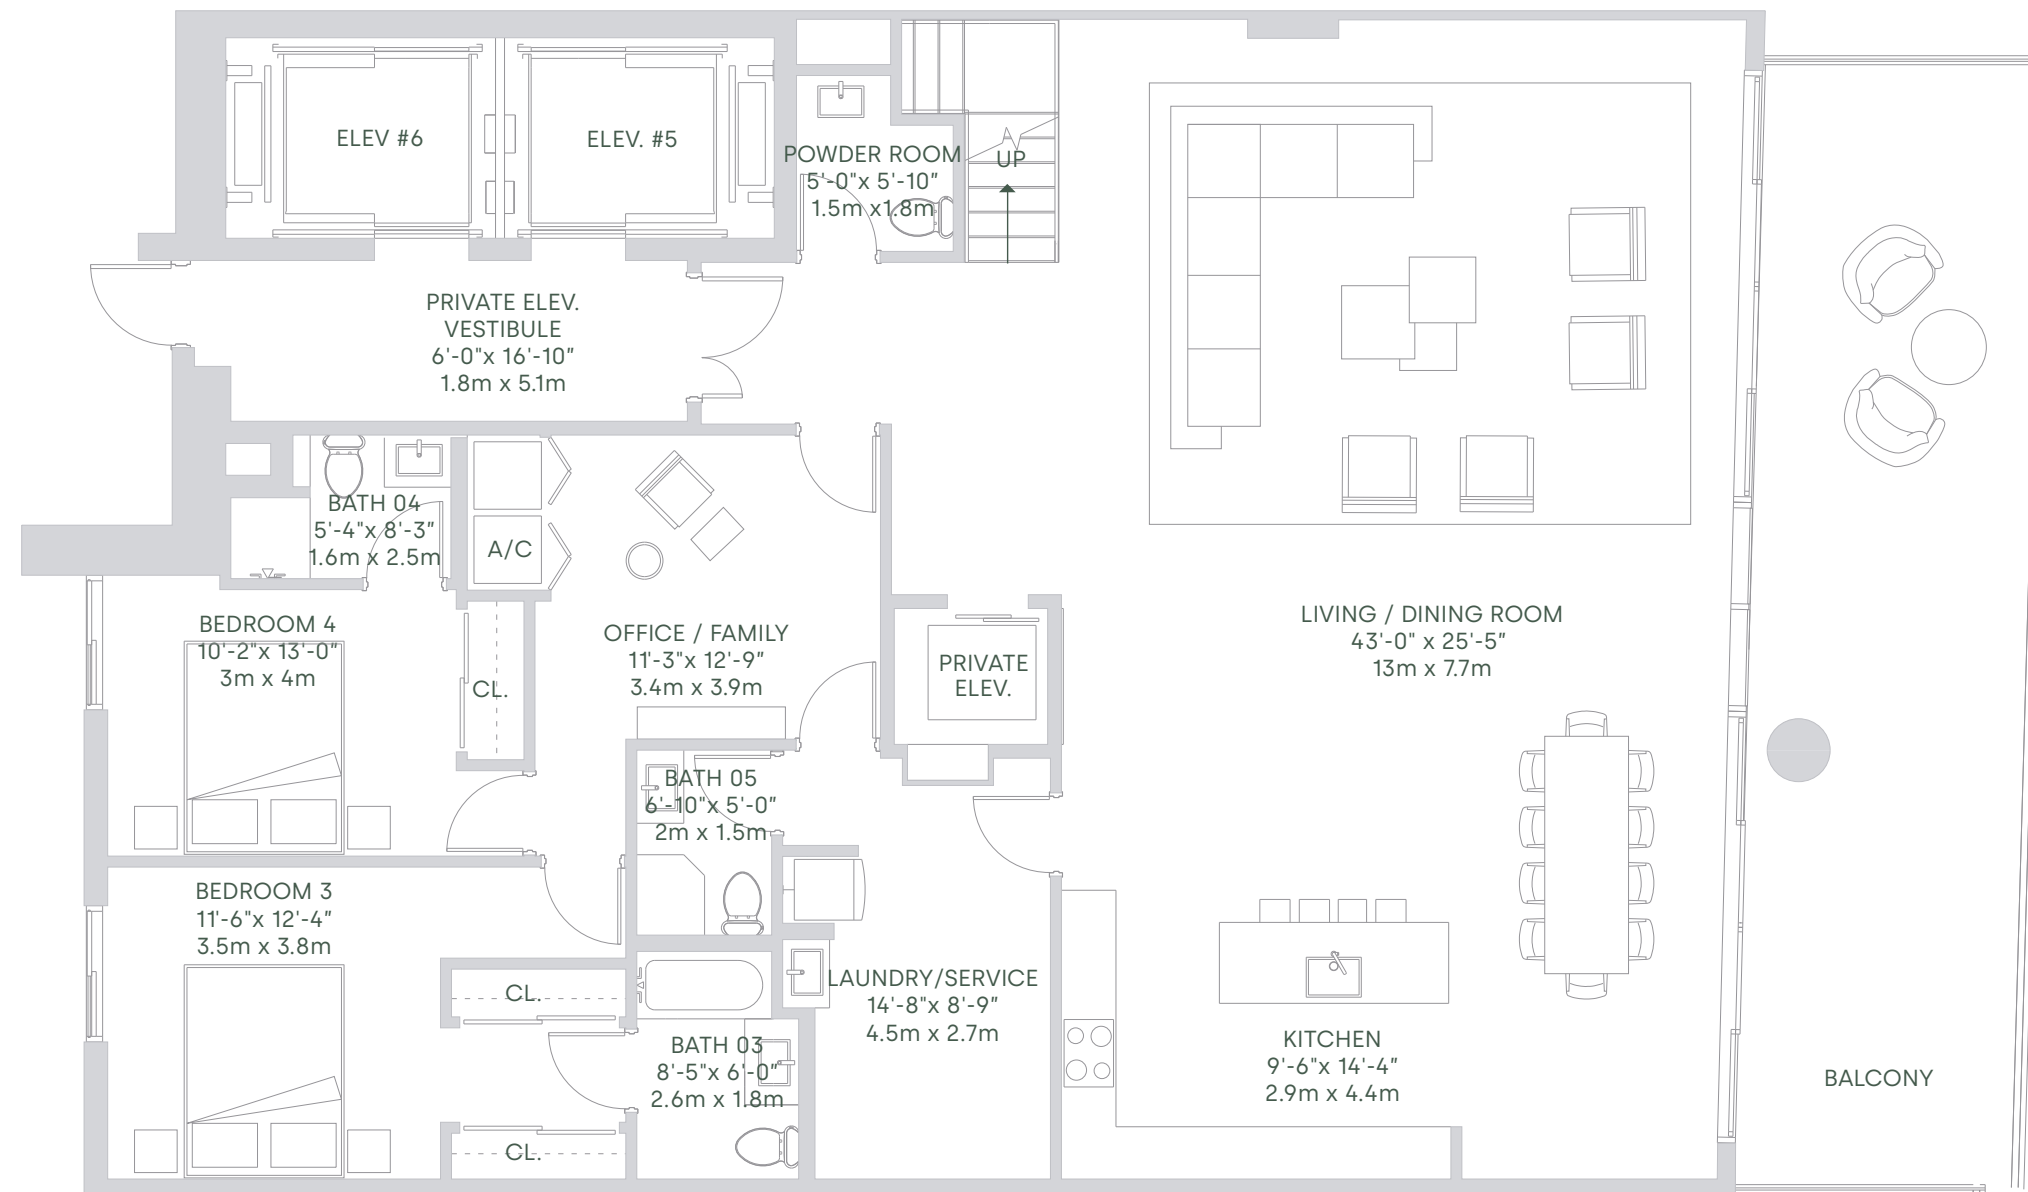 ELEV #6
ELEV. #5
POWDER ROOM
5'-0"x 5'-10"
1.5m x1.8m
UP
PRIVATE ELEV.
VESTIBULE
6'-0"x 16'-10"
1.8m x 5.1m
BATH 04
5'-4"x 8'-3"
1.6m x 2.5m
A/C
BEDROOM 4
10'-2"x 13'-0"
3m x 4m
CL.
OFFICE / FAMILY
11'-3"x 12'-9"
3.4m x 3.9m
PRIVATE
ELEV.
LIVING / DINING ROOM
43'-0" x 25'-5"
13m x 7.7m
BATH 05
6'-10"x 5'-0"
2m x 1.5m
BEDROOM 3
11'-6"x 12'-4"
3.5m x 3.8m
CL.
LAUNDRY/SERVICE
14'-8"x 8'-9"
4.5m x 2.7m
BATH 03
8'-5"x 6'-0"
2.6m x 1.8m
KITCHEN
9'-6"x 14'-4"
2.9m x 4.4m
BALCONY
CL.